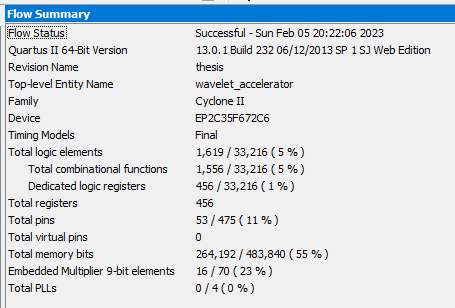 Flow Summary
Flow Status Successful - Sun Feb 05 20:22:06 2023
Quartus II 64-Bit Version 13.0.1 Build 232 06/12/2013 SP 1 SJ Web Edition
Revision Name thesis
Top-level Entity Name wavelet_accelerator
Family Cyclone II
Device EP2C35F672C6
Timing Models Final
Total logic elements 1,619 / 33,216 ( 5 % )
Total combinational functions 1,556 / 33,216 ( 5 % )
Dedicated logic registers 456 / 33,216 ( 1 % )
Total registers 456
Total pins 53 / 475 ( 11 % )
Total virtual pins 0
Total memory bits 264,192 / 483,840 ( 55 % )
Embedded Multiplier 9-bit elements 16 / 70 ( 23 % )
Total PLLs 0 / 4 ( 0 % )